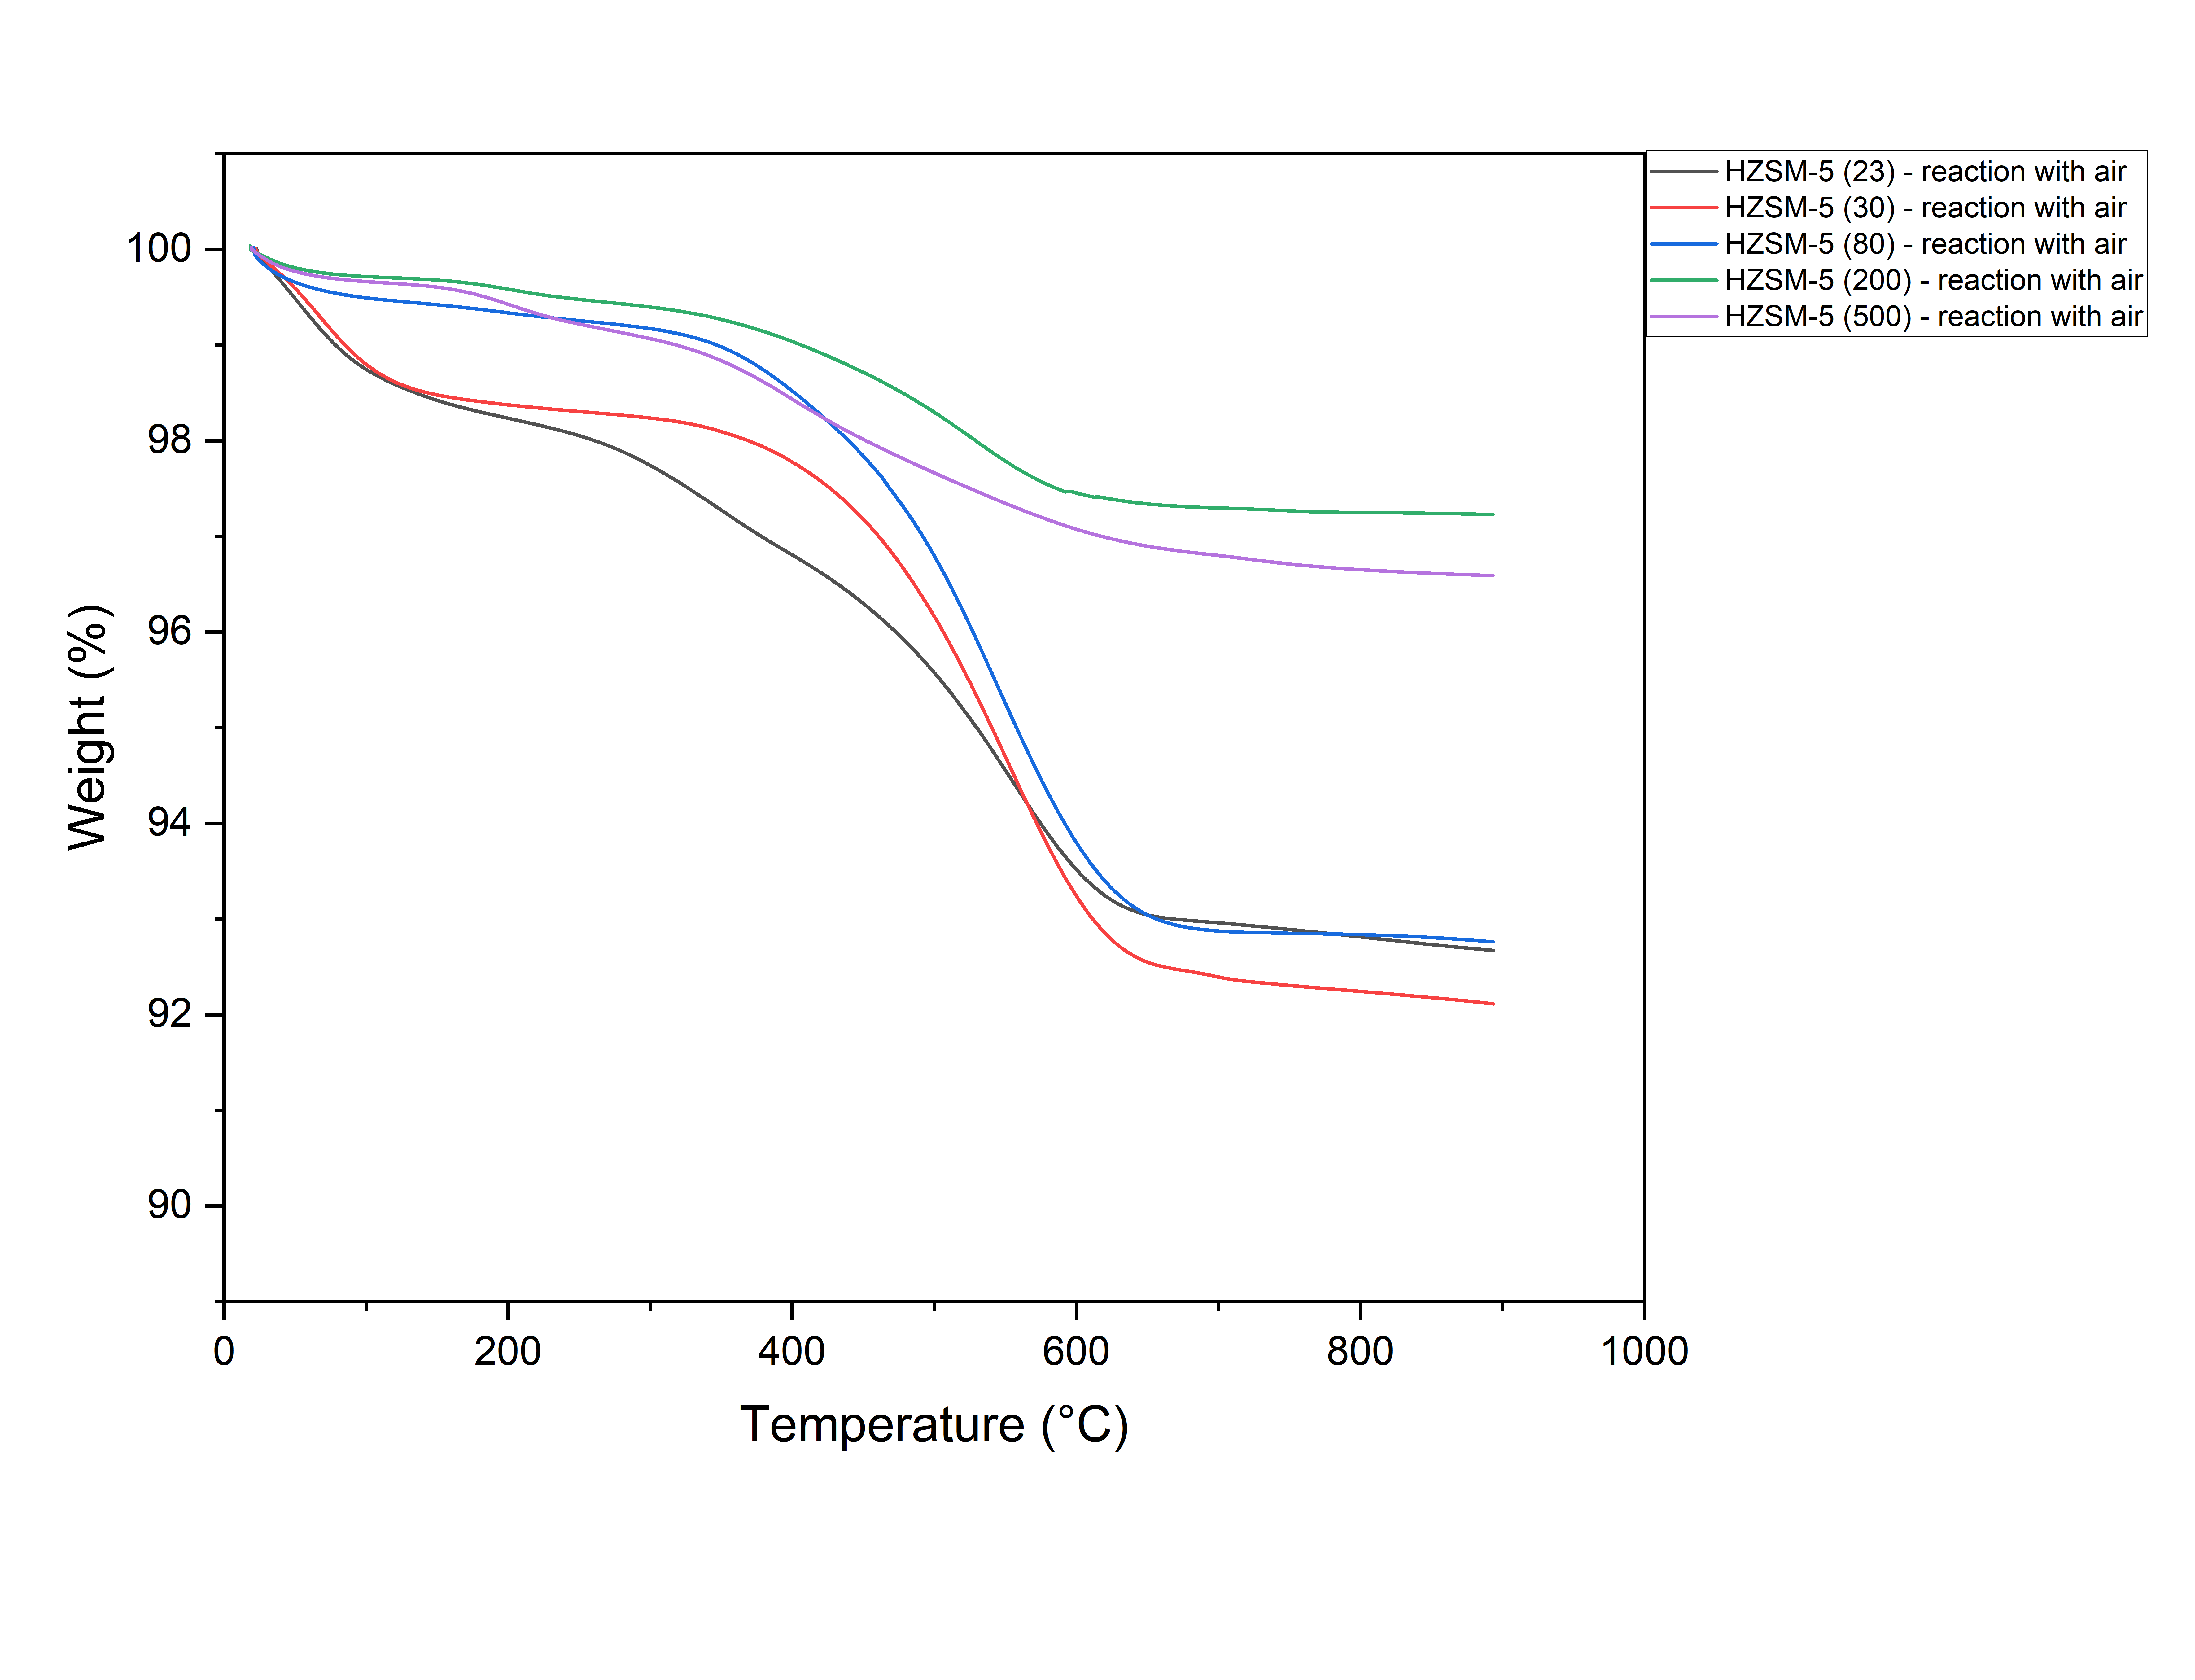 HZSM-5 (23) - reaction with air
HZSM-5 (30) - reaction with air
HZSM-5 (80) - reaction with air
HZSM-5 (200) - reaction with air
HZSM-5 (500) - reaction with air
Weight (%)
100
98
96
94
92
90
0 200 400 600 800 1000
Temperature (°C)